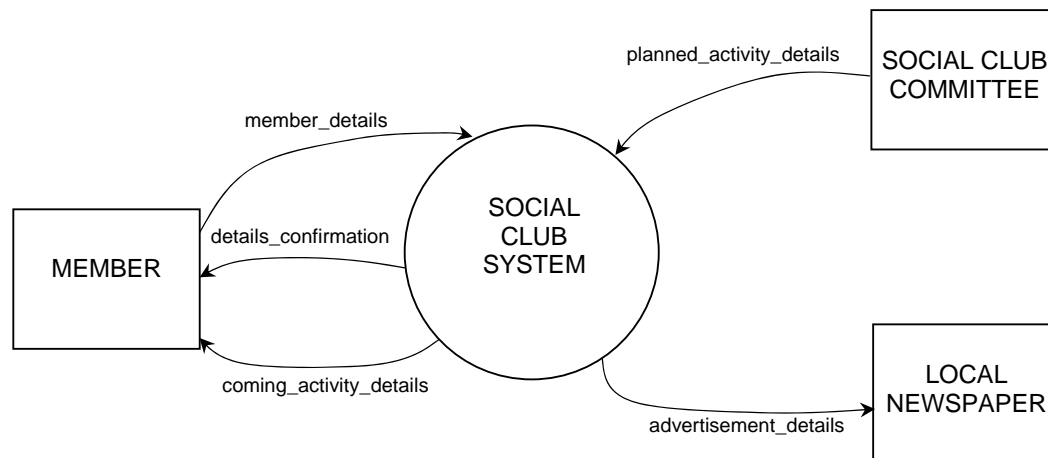 planned_activity_details
SOCIAL CLUB
COMMITTEE
member_details
SOCIAL
CLUB
SYSTEM
details_confirmation
MEMBER
coming_activity_details
LOCAL
NEWSPAPER
advertisement_details